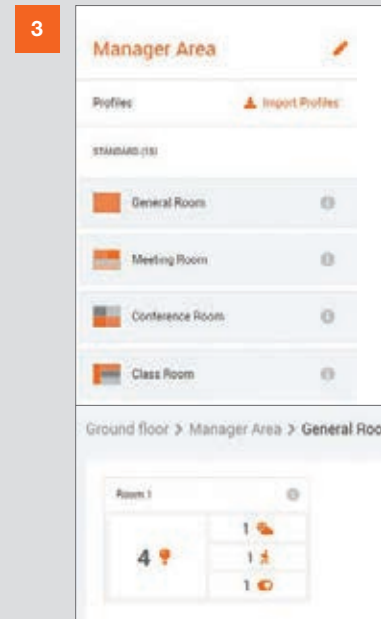 3
Manager Area
Profiles
Import Profiles
STANDARD (15)
General Room
Meeting Room
Conference Room
Class Room
Ground floor > Manager Area > General Roo
Room 1
4
1
1
1